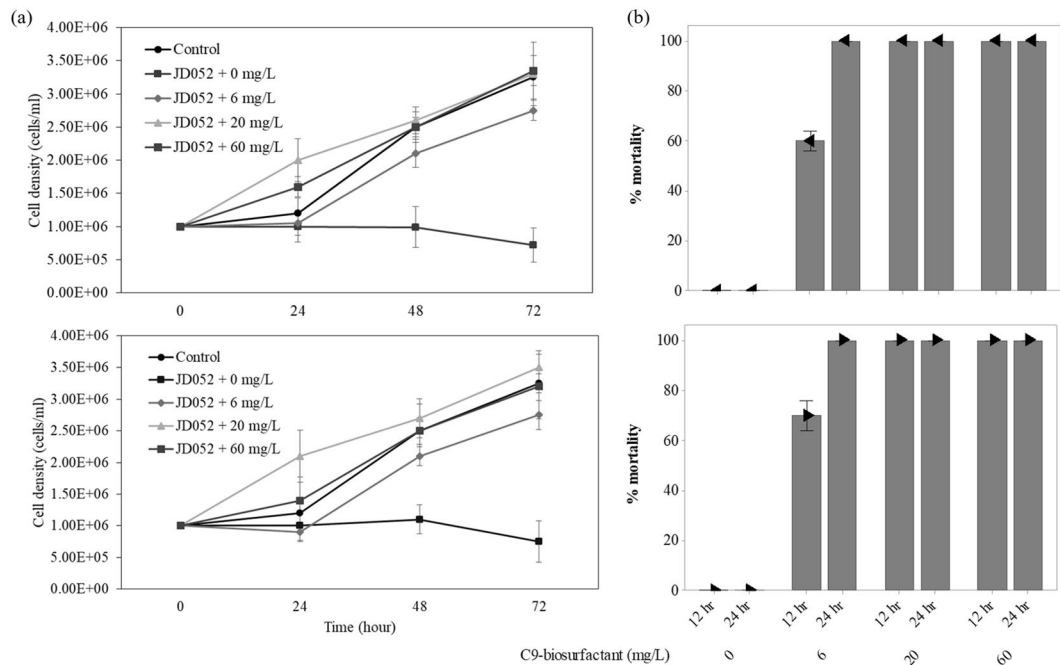 (a)
Cell density (cells/ml)
4.00E+06
3.50E+06
3.00E+06
2.50E+06
2.00E+06
1.50E+06
1.00E+06
5.00E+05
0.00E+00
Control
JD052 + 0 mg/L
JD052 + 6 mg/L
JD052 + 20 mg/L
JD052 + 60 mg/L
0 24 48 72
Cell density (cells/ml)
4.00E+06
3.50E+06
3.00E+06
2.50E+06
2.00E+06
1.50E+06
1.00E+06
5.00E+05
0.00E+00
Control
JD052 + 0 mg/L
JD052 + 6 mg/L
JD052 + 20 mg/L
JD052 + 60 mg/L
0 24 48 72
Time (hour)
(b)
% mortality
100
80
60
40
20
0
% mortality
100
80
60
40
20
0
12 hr 24 hr 12 hr 24 hr 12 hr 24 hr 12 hr 24 hr
C9-biosurfactant (mg/L) 0 6 20 60